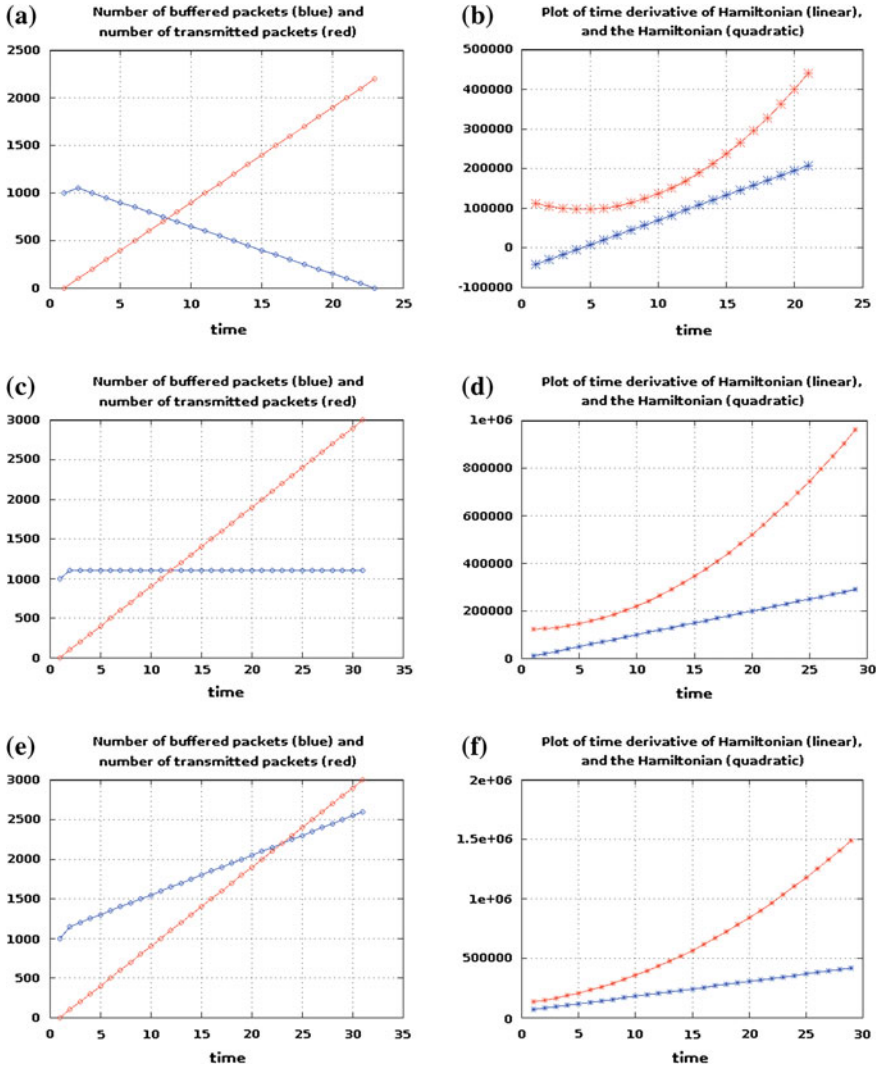 (a)
Number of buffered packets (blue) and
number of transmitted packets (red)
2500
2000
1500
1000
500
0
0 5 10 15 20 25
time
(b)
Plot of time derivative of Hamiltonian (linear),
and the Hamiltonian (quadratic)
500000
400000
300000
200000
100000
0
-100000
0 5 10 15 20 25
time
(c)
Number of buffered packets (blue) and
number of transmitted packets (red)
3000
2500
2000
1500
1000
500
0
0 5 10 15 20 25 30 35
time
(d)
Plot of time derivative of Hamiltonian (linear),
and the Hamiltonian (quadratic)
1e+06
800000
600000
400000
200000
0
0 5 10 15 20 25 30
time
(e)
Number of buffered packets (blue) and
number of transmitted packets (red)
3000
2500
2000
1500
1000
500
0
0 5 10 15 20 25 30 35
time
(f)
Plot of time derivative of Hamiltonian (linear),
and the Hamiltonian (quadratic)
2e+06
1.5e+06
1e+06
500000
0
0 5 10 15 20 25 30
time